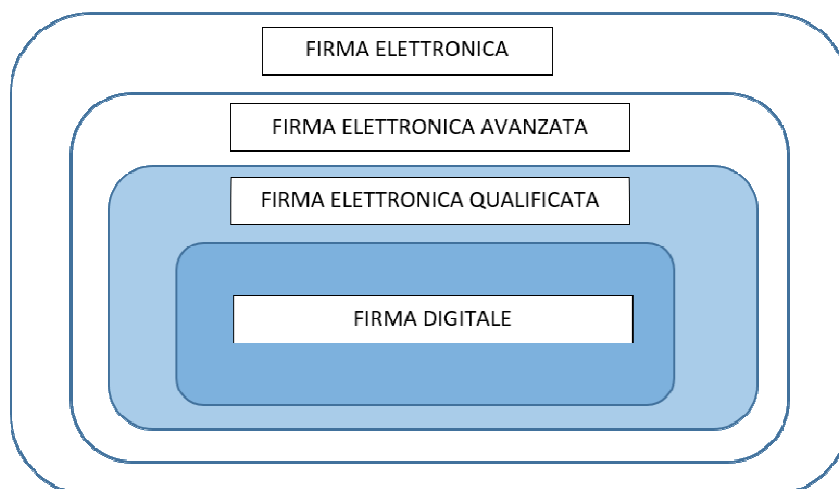 FIRMA ELETTRONICA
FIRMA ELETTRONICA AVANZATA
FIRMA ELETTRONICA QUALIFICATA
FIRMA DIGITALE